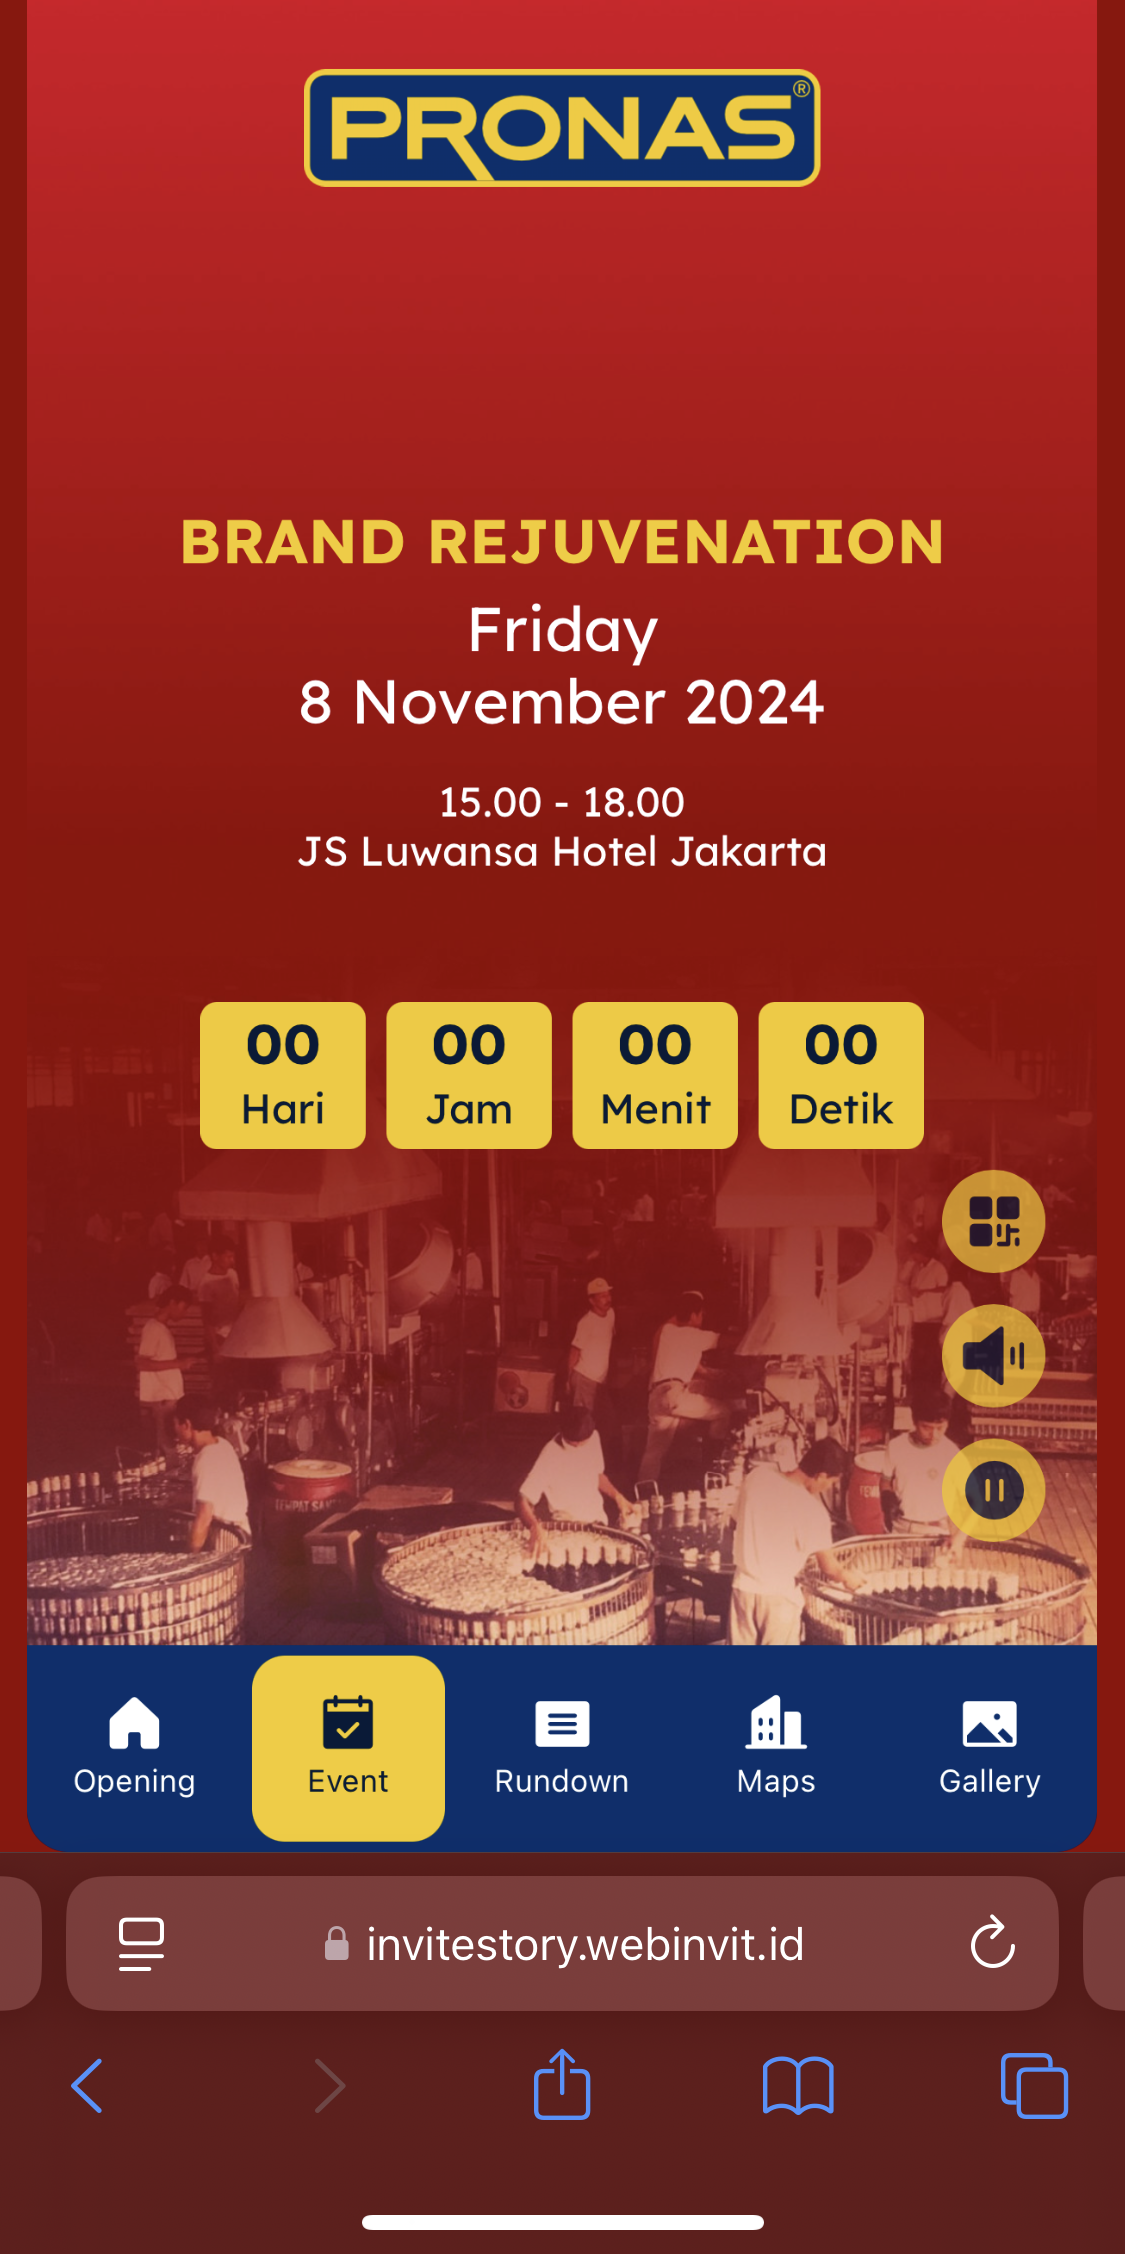 PRONAS®
BRAND REJUVENATION
Friday
8 November 2024
15.00 - 18.00
JS Luwansa Hotel Jakarta
00 00 00 00
Hari Jam Menit Detik
Opening Event Rundown Maps Gallery
invitestory.webinvit.id